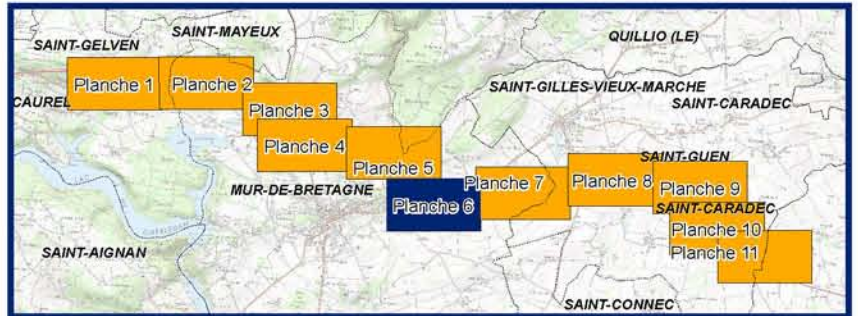 SAINT-MAYEUX
QUILLIO (LE)
SAINT-GELVEN
Planche 1
Planche 2
SAINT-GILLES-VIEUX-MARCHE
CAUREL
SAINT-CARADEC
Planche 3
Planche 4
SAINT-GUEN
Planche 5
Planche 8
Planche 7
Planche 9
MUR-DE-BRETAGNE
Planche 6
SAINT-CARADEC
Planche 10
SAINT-AIGNAN
Planche 11
SAINT-CONNEC